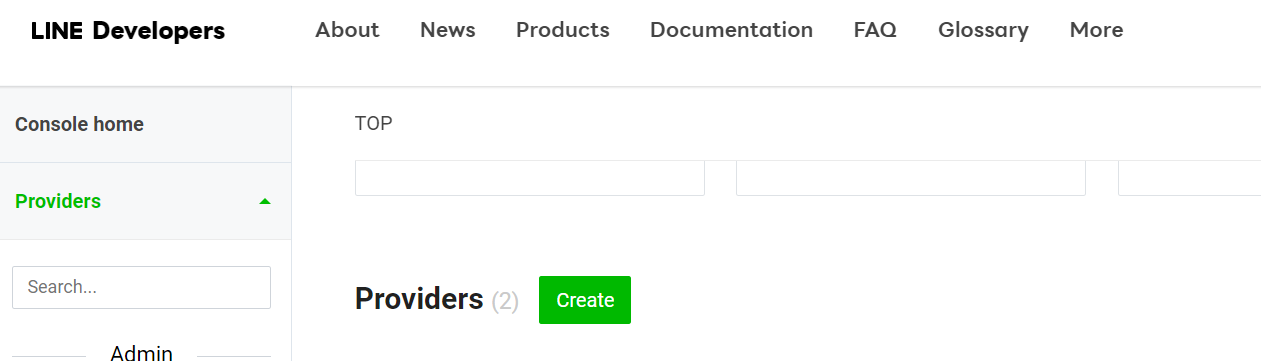 LINE Developers About News Products Documentation FAQ Glossary More
Console home
TOP
Providers
Search...
Providers (2) Create
Admin